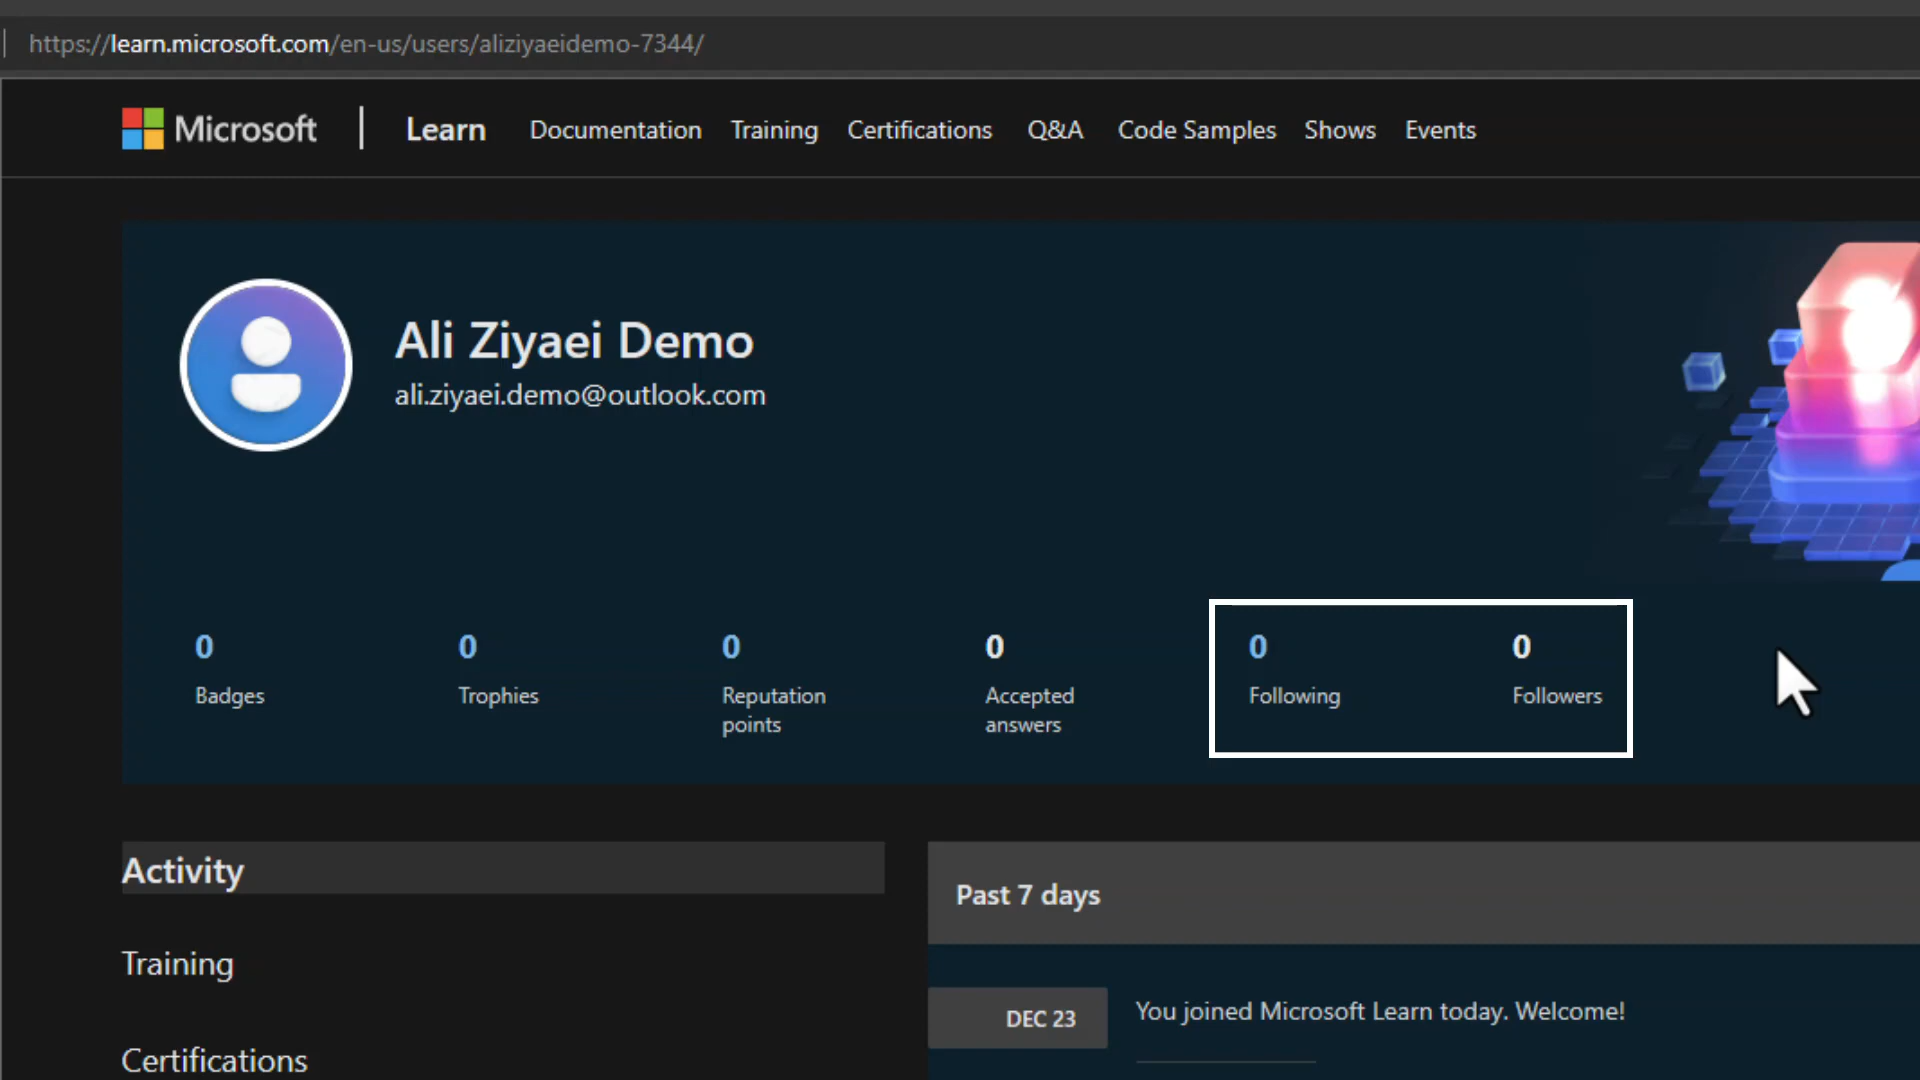 https://learn.microsoft.com/en-us/users/aliziyaeidemo-7344/
Microsoft | Learn Documentation Training Certifications Q&A Code Samples Shows Events
Ali Ziyaei Demo
ali.ziyaei.demo@outlook.com
0 0 0 0 0 0
Badges Trophies Reputation points Accepted answers Following Followers
Activity
Past 7 days
Training
DEC 23 You joined Microsoft Learn today. Welcome!
Certifications